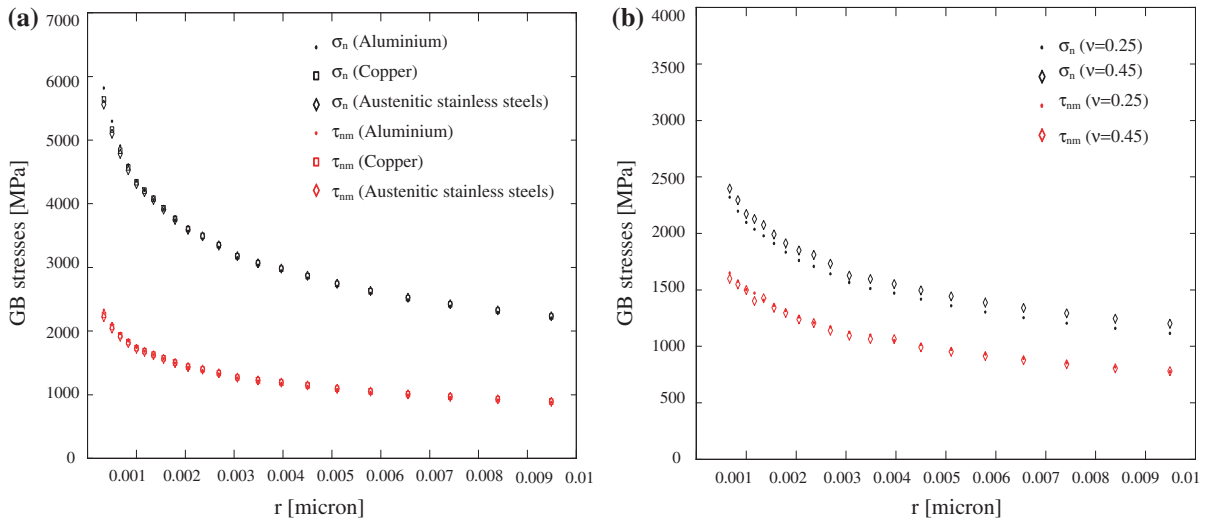 (a)
7000
6000
5000
4000
3000
2000
1000
0
GB stresses [MPa]
σn (Aluminium)
σn (Copper)
σn (Austenitic stainless steels)
τnm (Aluminium)
τnm (Copper)
τnm (Austenitic stainless steels)
0.001 0.002 0.003 0.004 0.005 0.006 0.007 0.008 0.009 0.01
r [micron]
(b)
4000
3500
3000
2500
2000
1500
1000
500
0
GB stresses [MPa]
σn (ν=0.25)
σn (ν=0.45)
τnm (ν=0.25)
τnm (ν=0.45)
0.001 0.002 0.003 0.004 0.005 0.006 0.007 0.008 0.009 0.01
r [micron]